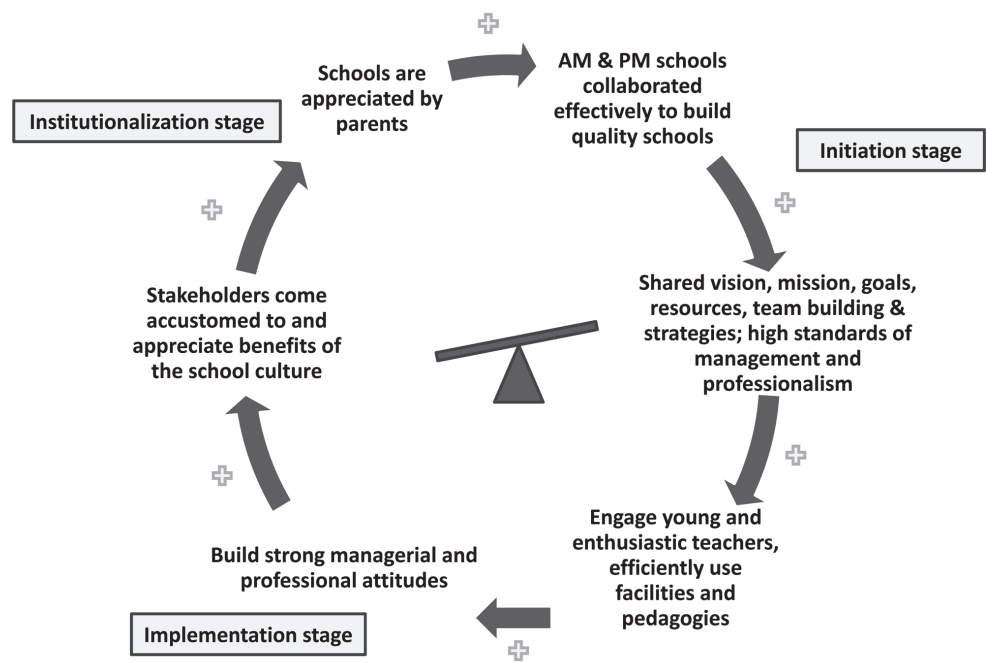 Schools are
appreciated by
parents
AM & PM schools
collaborated
effectively to build
quality schools
Institutionalization stage
Initiation stage
Shared vision, mission, goals,
resources, team building &
strategies; high standards of
management and
professionalism
Stakeholders come
accustomed to and
appreciate benefits of
the school culture
Engage young and
enthusiastic teachers,
efficiently use
facilities and
pedagogies
Build strong managerial and
professional attitudes
Implementation stage